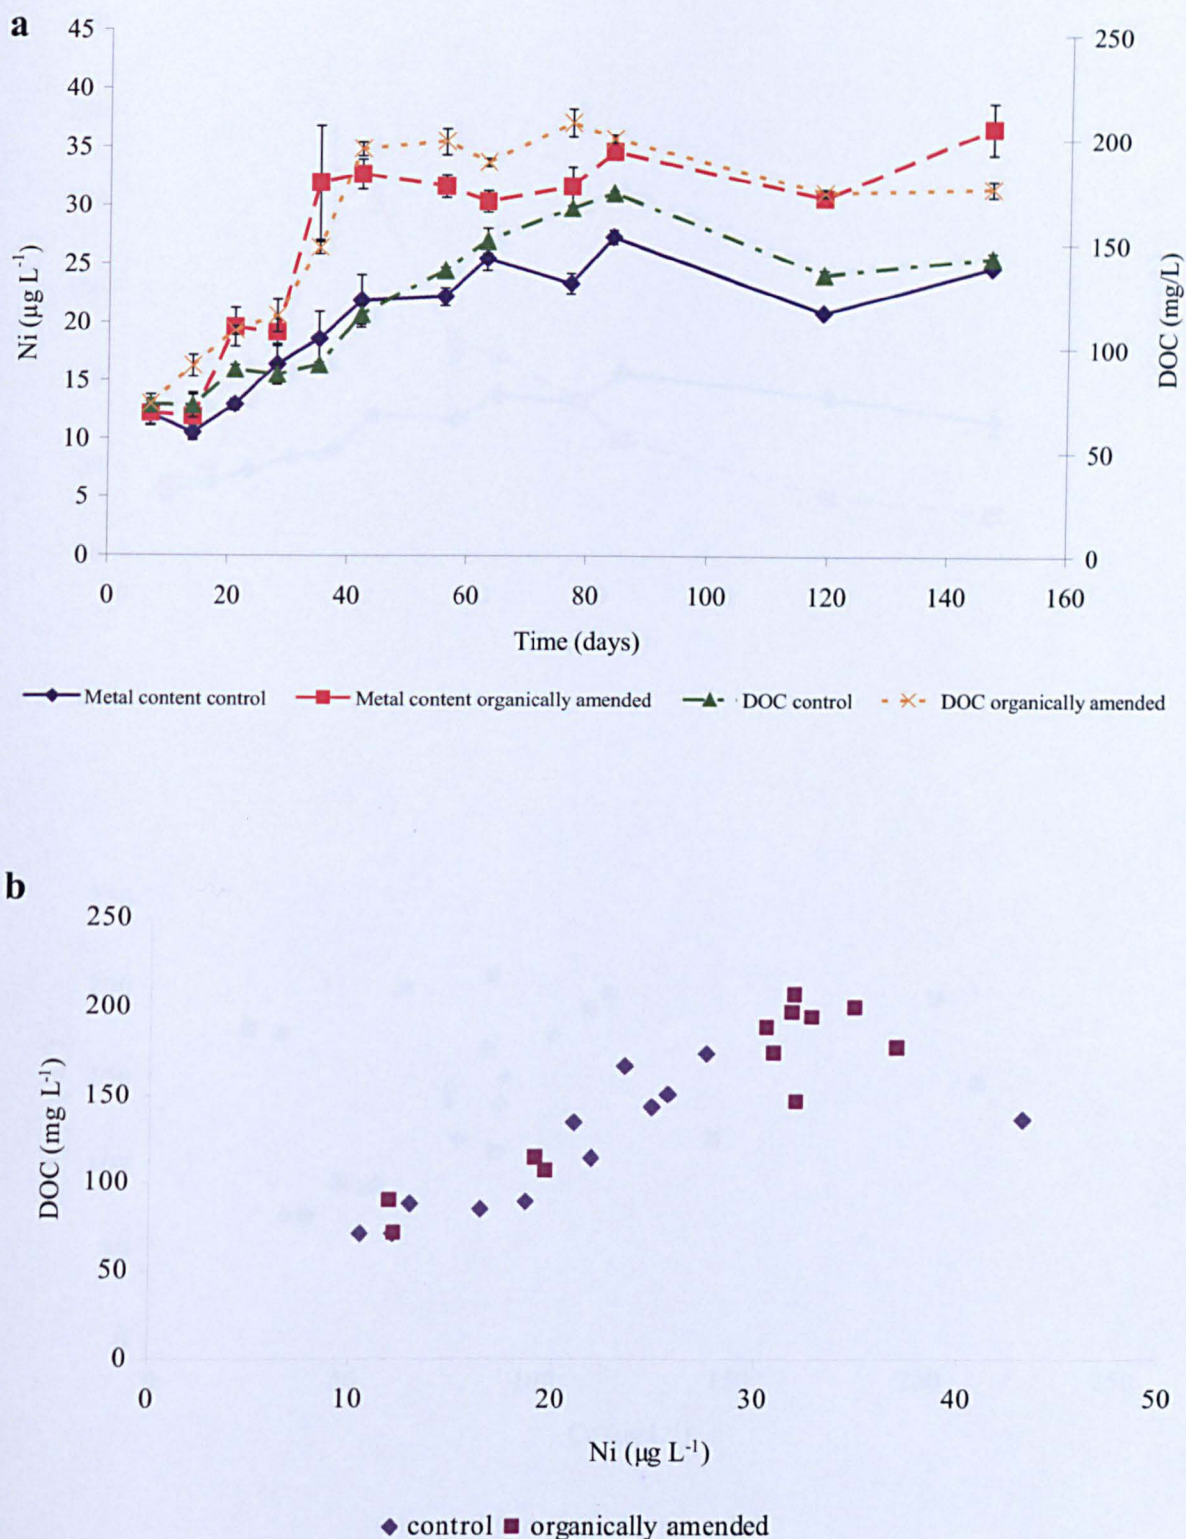 a
45
40
35
30
25
20
15
10
5
0
Ni (µg L⁻¹)
250
200
150
100
50
0
DOC (mg/L)
0 20 40 60 80 100 120 140 160
Time (days)
Metal content control Metal content organically amended DOC control DOC organically amended
b
250
200
150
100
50
0
DOC (mg L⁻¹)
0 10 20 30 40 50
Ni (µg L⁻¹)
control organically amended